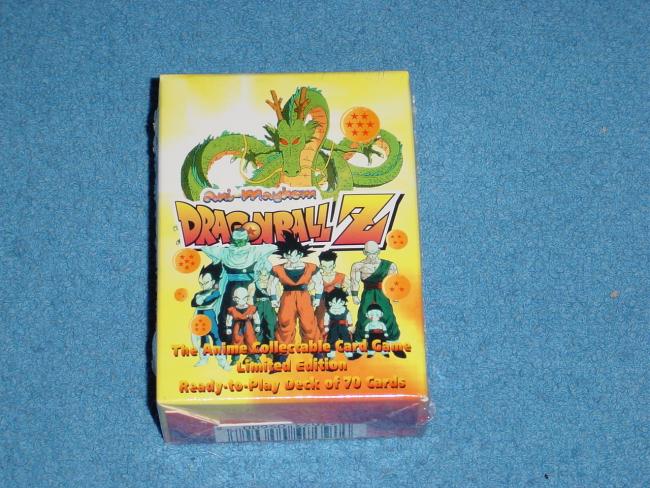 Ani-Mayhem
DRAGONBALL Z
The Anime Collectable Card Game
Limited Edition
Ready-to-Play Deck of 70 Cards